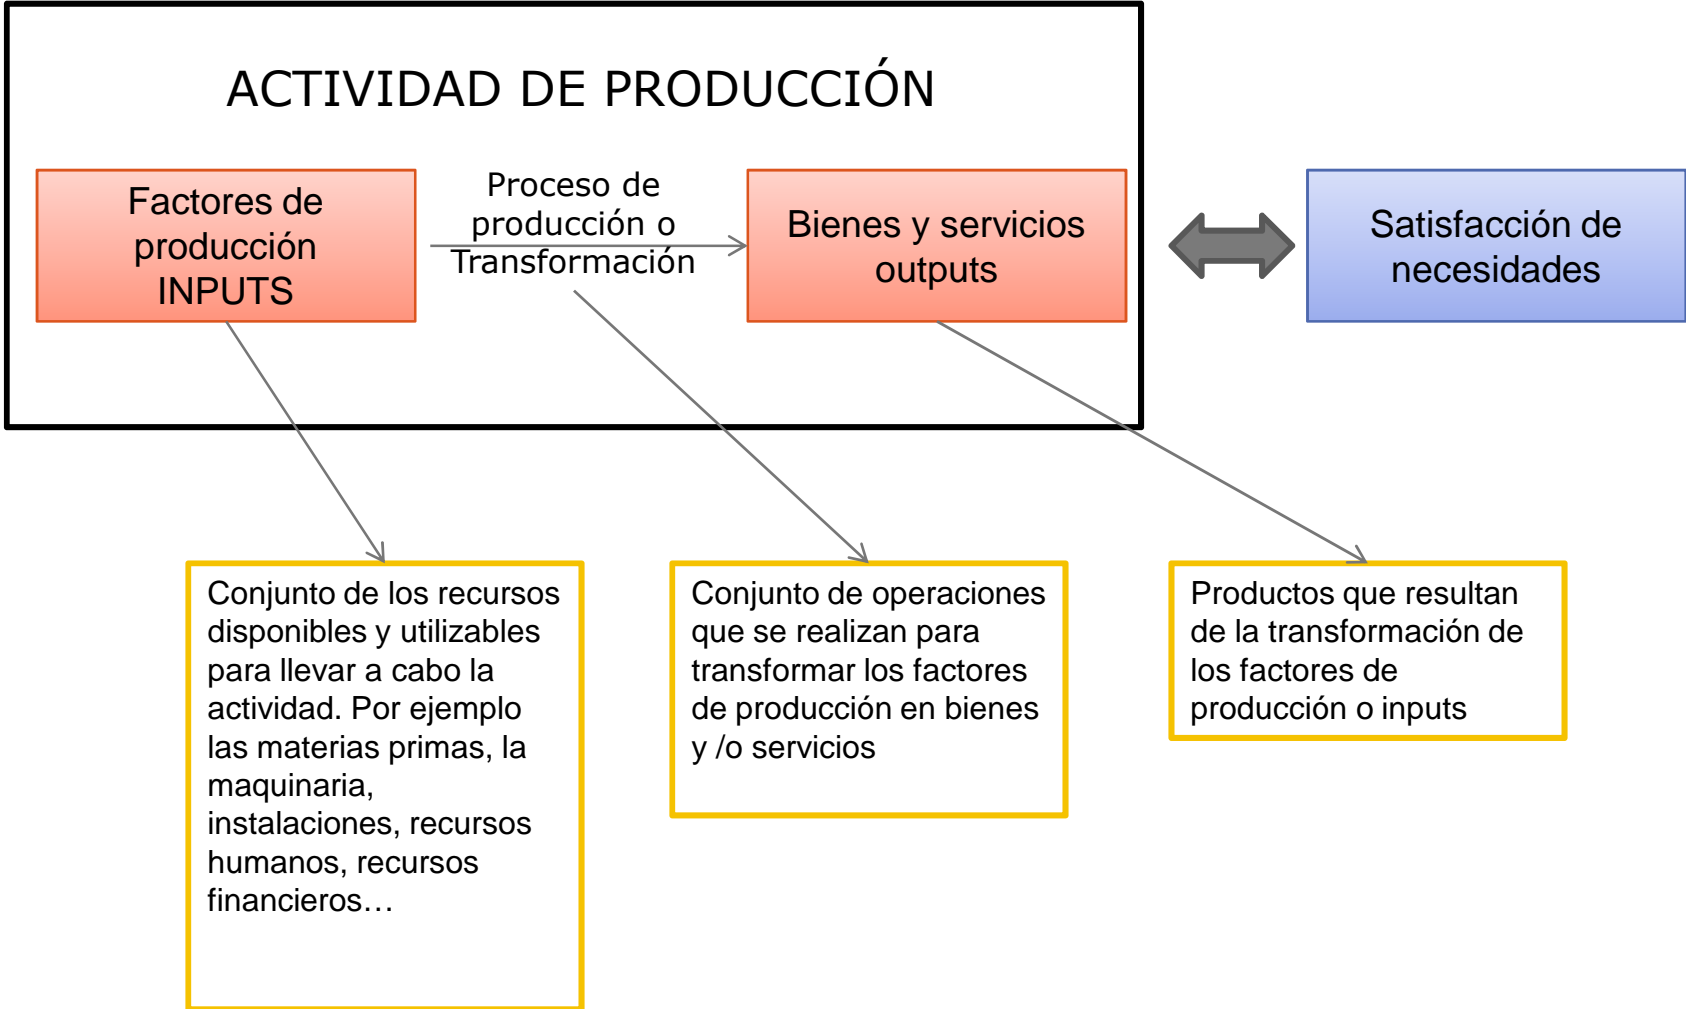 ACTIVIDAD DE PRODUCCIÓN
Factores de
producción
INPUTS
Proceso de
producción o
Transformación
Bienes y servicios
outputs
Satisfacción de
necesidades
Conjunto de los recursos
disponibles y utilizables
para llevar a cabo la
actividad. Por ejemplo
las materias primas, la
maquinaria,
instalaciones, recursos
humanos, recursos
financieros…
Conjunto de operaciones
que se realizan para
transformar los factores
de producción en bienes
y /o servicios
Productos que resultan
de la transformación de
los factores de
producción o inputs